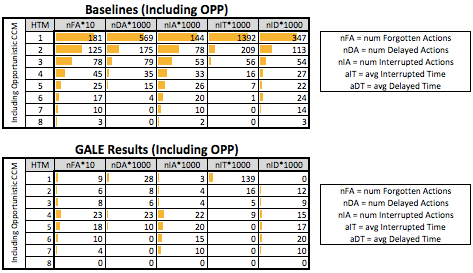 Baselines (Including OPP)
Including Opportunistic CCM
HTM nFA*10 nDA*1000 nIA*1000 nIT*1000 nID*1000
1 181 569 144 1392 347
2 125 175 78 209 113
3 78 79 53 56 54
4 45 35 33 16 27
5 25 15 26 7 22
6 17 4 20 1 24
7 10 0 10 0 14
8 3 0 2 0 3
nFA = num Forgotten Actions
nDA = num Delayed Actions
nIA = num Interrupted Actions
aIT = avg Interrupted Time
aDT = avg Delayed Time
GALE Results (Including OPP)
Including Opportunistic CCM
HTM nFA*10 nDA*1000 nIA*1000 nIT*1000 nID*1000
1 9 28 3 139 0
2 6 8 4 16 12
3 8 6 4 5 9
4 23 23 22 9 15
5 18 10 20 0 17
6 10 0 15 0 20
7 4 0 10 0 10
8 0 0 0 0 0
nFA = num Forgotten Actions
nDA = num Delayed Actions
nIA = num Interrupted Actions
aIT = avg Interrupted Time
aDT = avg Delayed Time